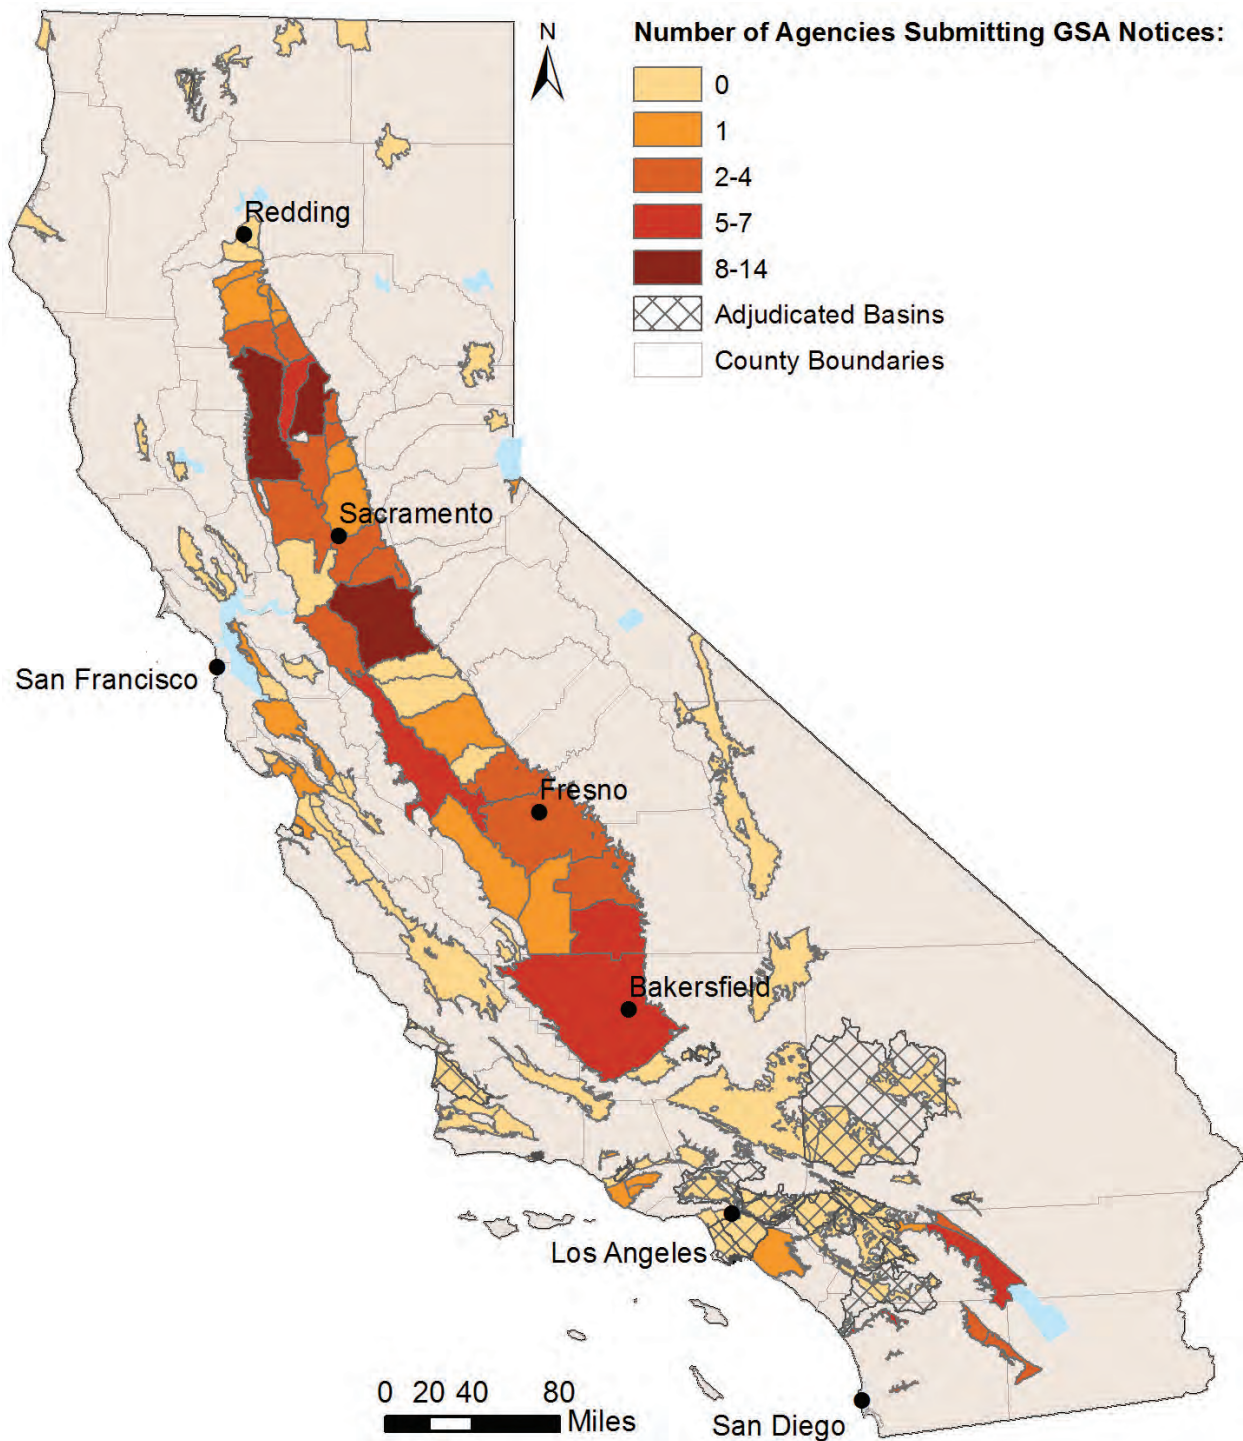 N
Number of Agencies Submitting GSA Notices:
0
1
2-4
5-7
8-14
Adjudicated Basins
County Boundaries
Redding
Sacramento
San Francisco
Fresno
Bakersfield
Los Angeles
San Diego
0 20 40 80
Miles